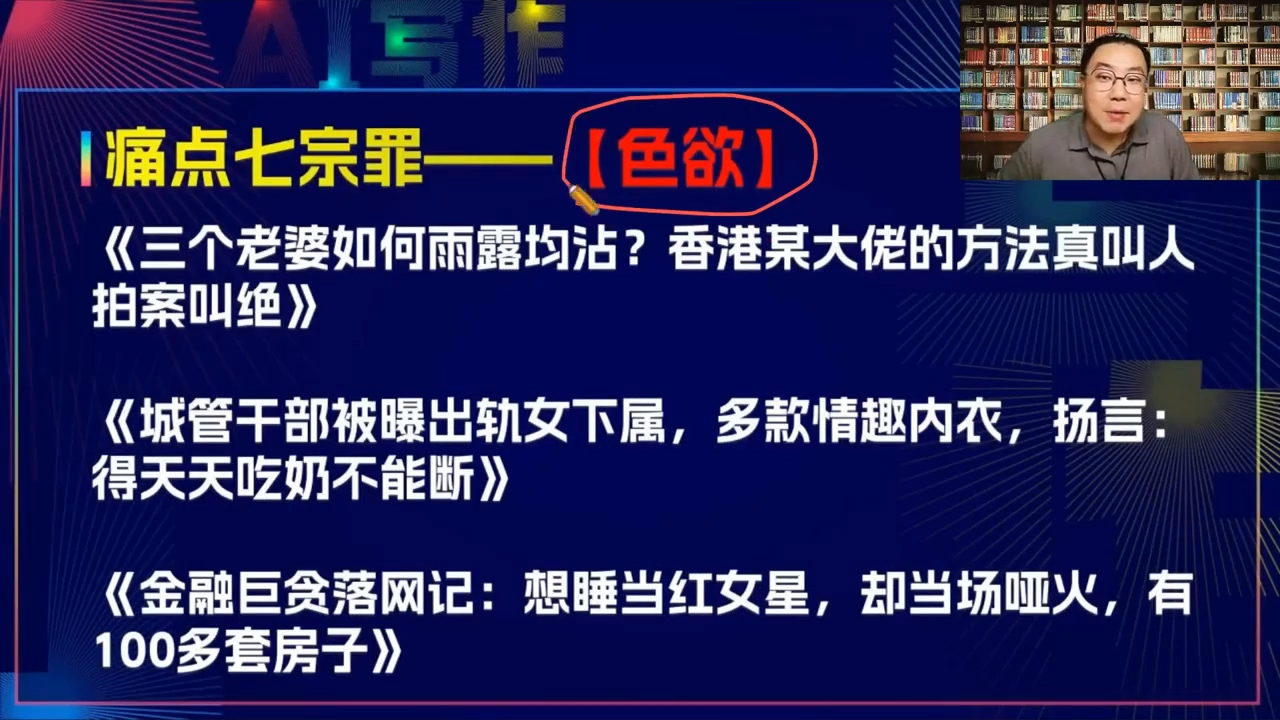 AI写作
痛点七宗罪——【色欲】
《三个老婆如何雨露均沾？香港某大佬的方法真叫人
拍案叫绝》
《城管干部被曝出轨女下属，多款情趣内衣，扬言：
得天天吃奶不能断》
《金融巨贪落网记：想睡当红女星，却当场哑火，有
100多套房子》